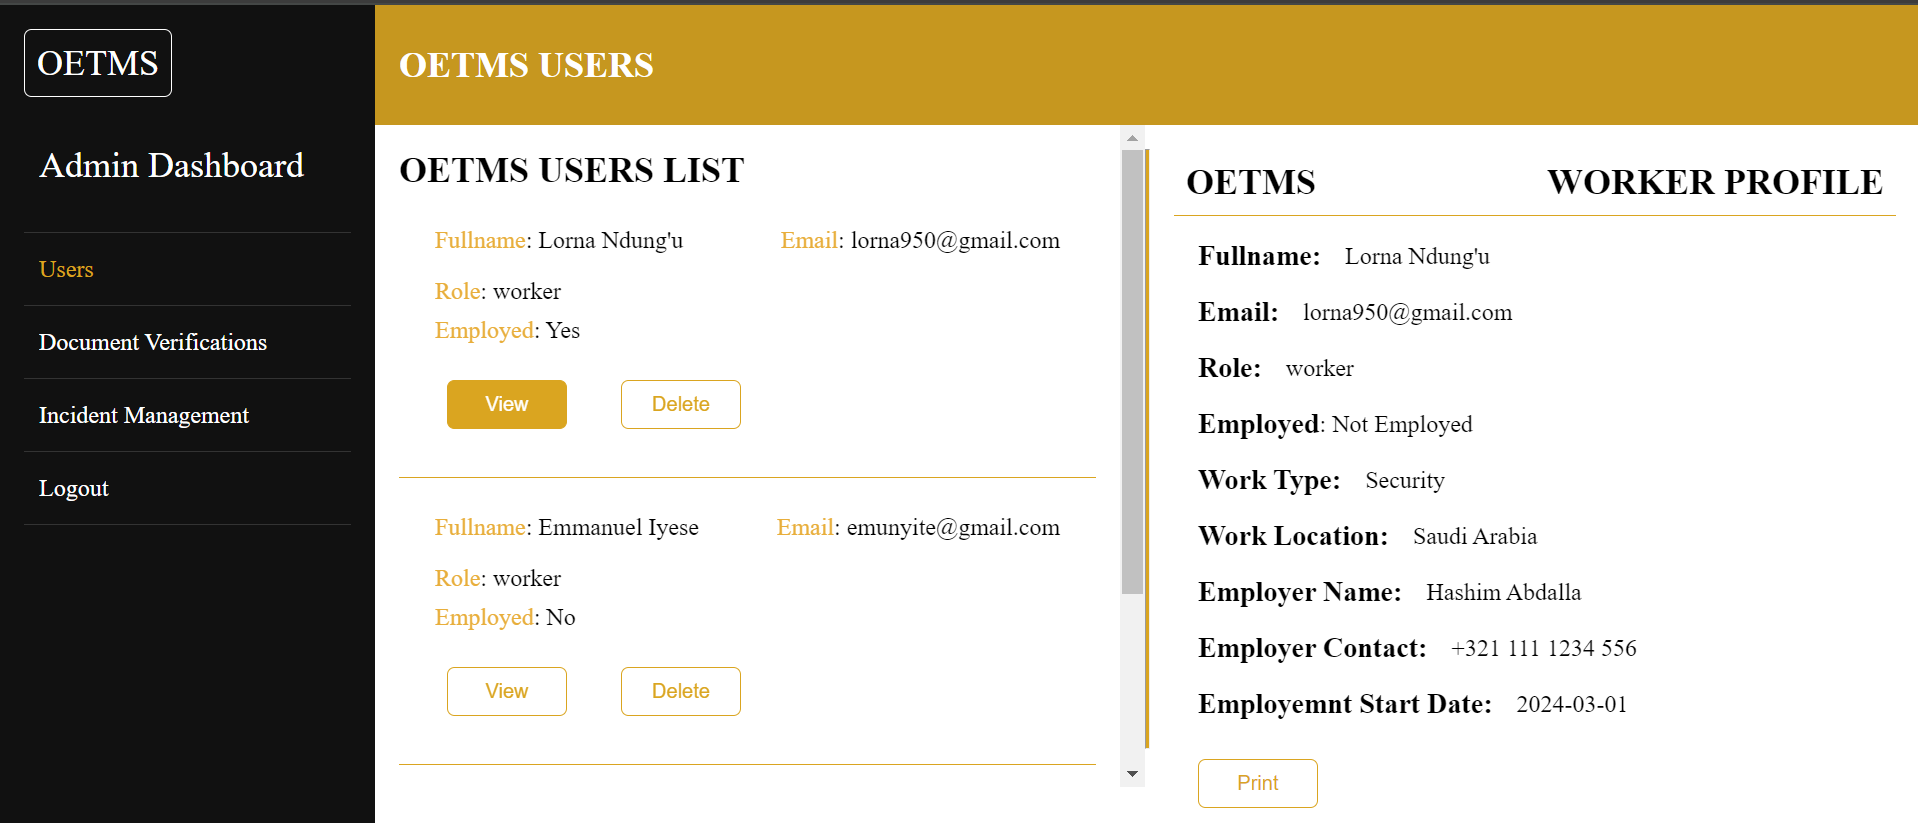 OETMS
Admin Dashboard
Users
Document Verifications
Incident Management
Logout
OETMS USERS
OETMS USERS LIST
Fullname: Lorna Ndung'u Email: lorna950@gmail.com
Role: worker
Employed: Yes
View Delete
Fullname: Emmanuel Iyese Email: emunyite@gmail.com
Role: worker
Employed: No
View Delete
OETMS WORKER PROFILE
Fullname: Lorna Ndung'u
Email: lorna950@gmail.com
Role: worker
Employed: Not Employed
Work Type: Security
Work Location: Saudi Arabia
Employer Name: Hashim Abdalla
Employer Contact: +321 111 1234 556
Employemnt Start Date: 2024-03-01
Print